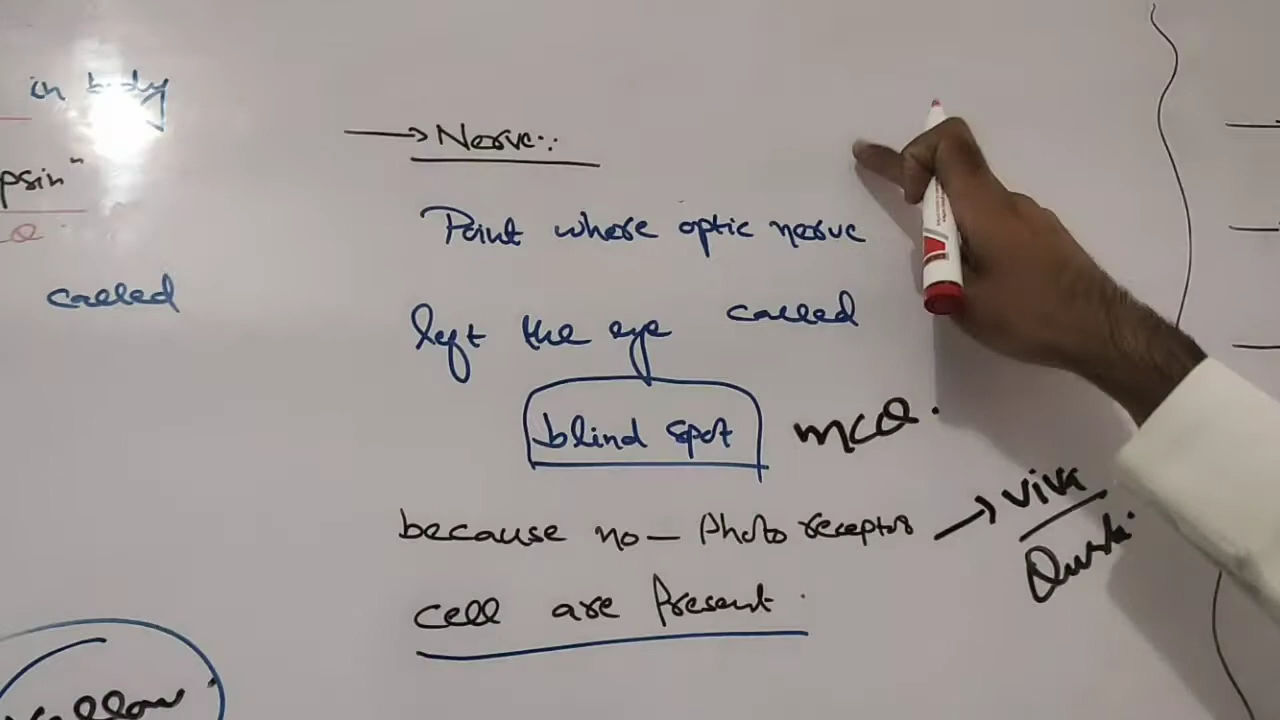 in body
psin"
called
→ Nerve:-
Point where optic nerve
left the eye called
blind spot
MCQ.
because no - Photo receptor → Viva
cell are Present.